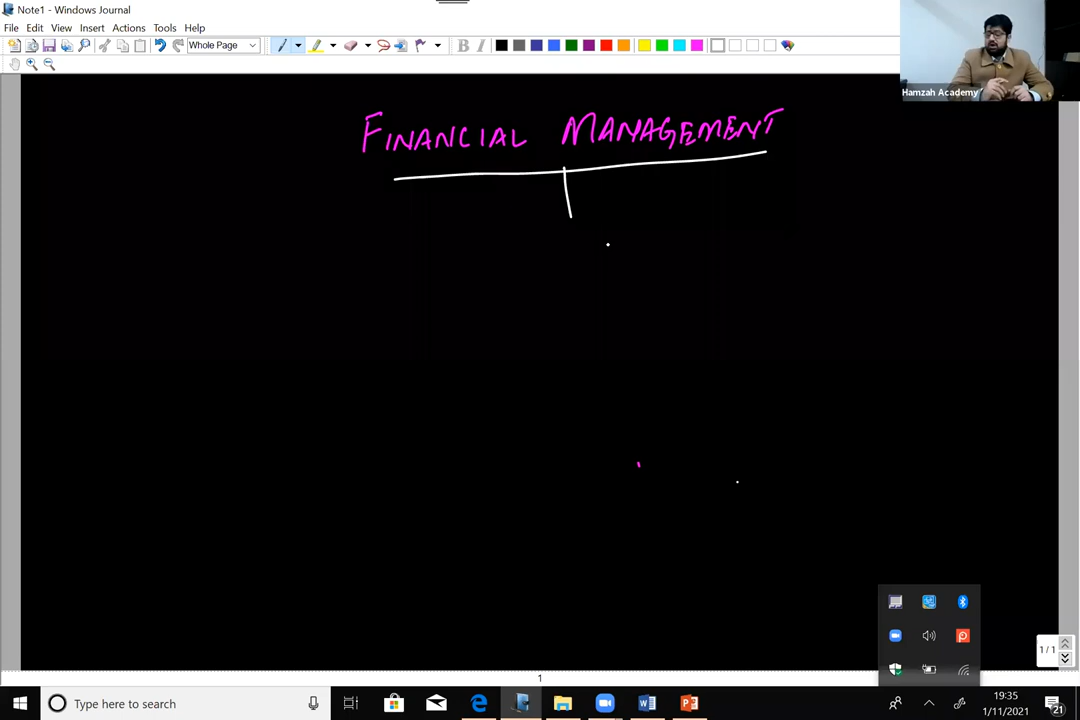 Note1 - Windows Journal
File Edit View Insert Actions Tools Help
Whole Page
B I
Hamzah Academy
FINANCIAL MANAGEMENT
1 / 1
1
Type here to search
19:35
1/11/2021
21